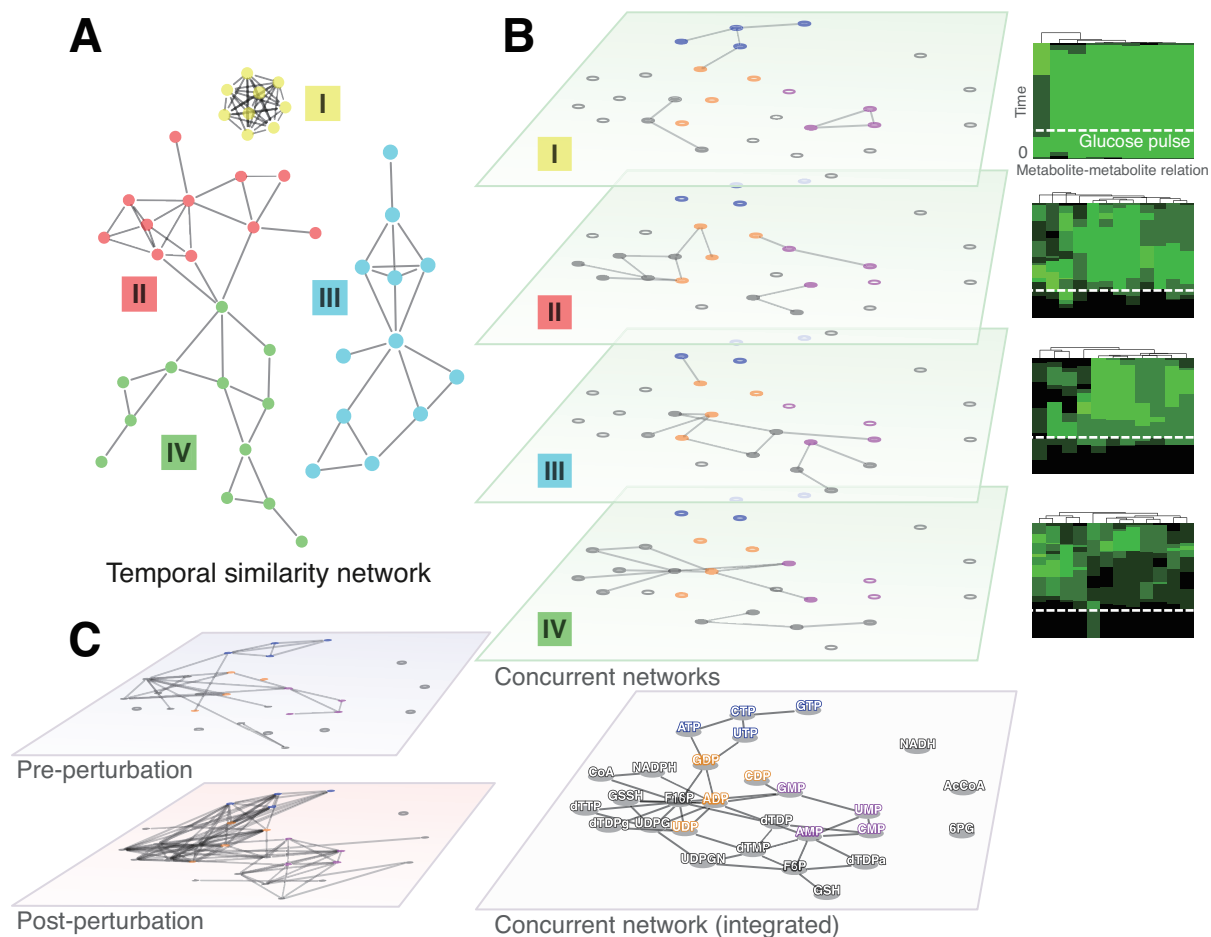 A
I
II
III
IV
Temporal similarity network
B
I
II
III
IV
Concurrent networks
Time
0
Glucose pulse
Metabolite-metabolite relation
C
Pre-perturbation
Post-perturbation
ATP
CTP
GTP
UTP
NADH
GDP
CoA
NADPH
CDP
AcCoA
GSSH
F16P
ADP
GMP
dTTP
UMP
dTDPg
UDPG
UDP
dTDP
AMP
CMP
6PG
dTMP
UDPGN
F6P
dTDPa
GSH
Concurrent network (integrated)